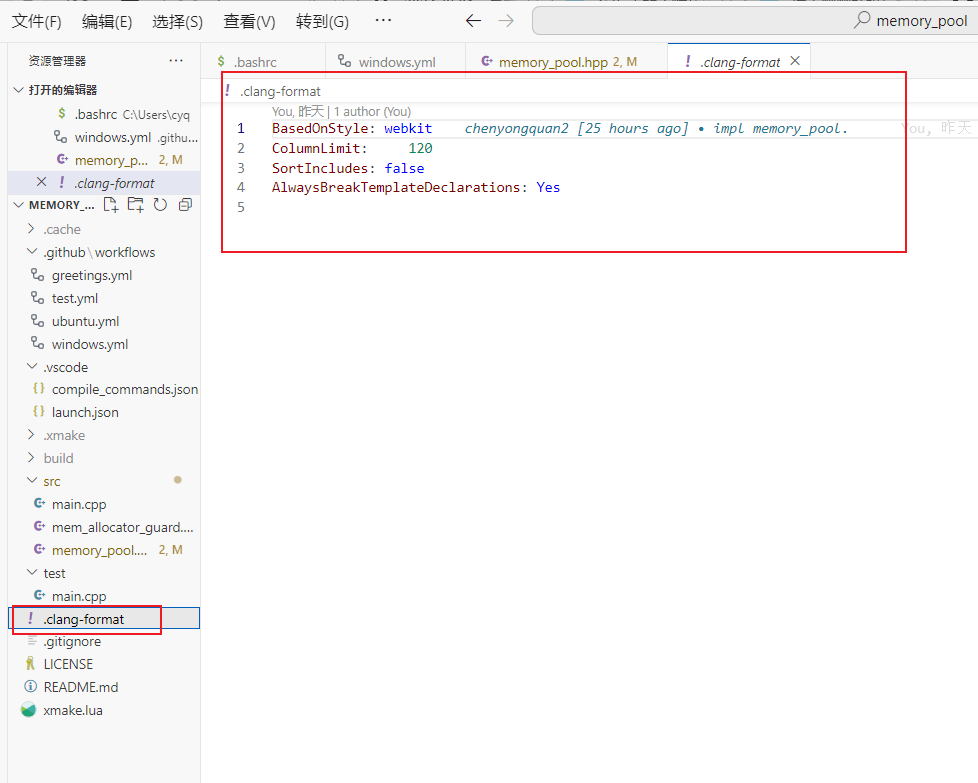 文件(F) 编辑(E) 选择(S) 查看(V) 转到(G) ··· memory_pool
资源管理器 ···
打开的编辑器
$ .bashrc C:\Users\cyq
windows.yml .githu...
memory_p... 2, M
! .clang-format
MEMORY_...
.cache
.github\workflows
greetings.yml
test.yml
ubuntu.yml
windows.yml
.vscode
{} compile_commands.json
{} launch.json
.xmake
build
src
main.cpp
mem_allocator_guard....
memory_pool.... 2, M
test
main.cpp
! .clang-format
.gitignore
LICENSE
README.md
xmake.lua
$ .bashrc windows.yml memory_pool.hpp 2, M ! .clang-format
! .clang-format
You, 昨天 | 1 author (You)
1 BasedOnStyle: webkit chenyongquan2 [25 hours ago] • impl memory_pool. You, 昨天
2 ColumnLimit: 120
3 SortIncludes: false
4 AlwaysBreakTemplateDeclarations: Yes
5